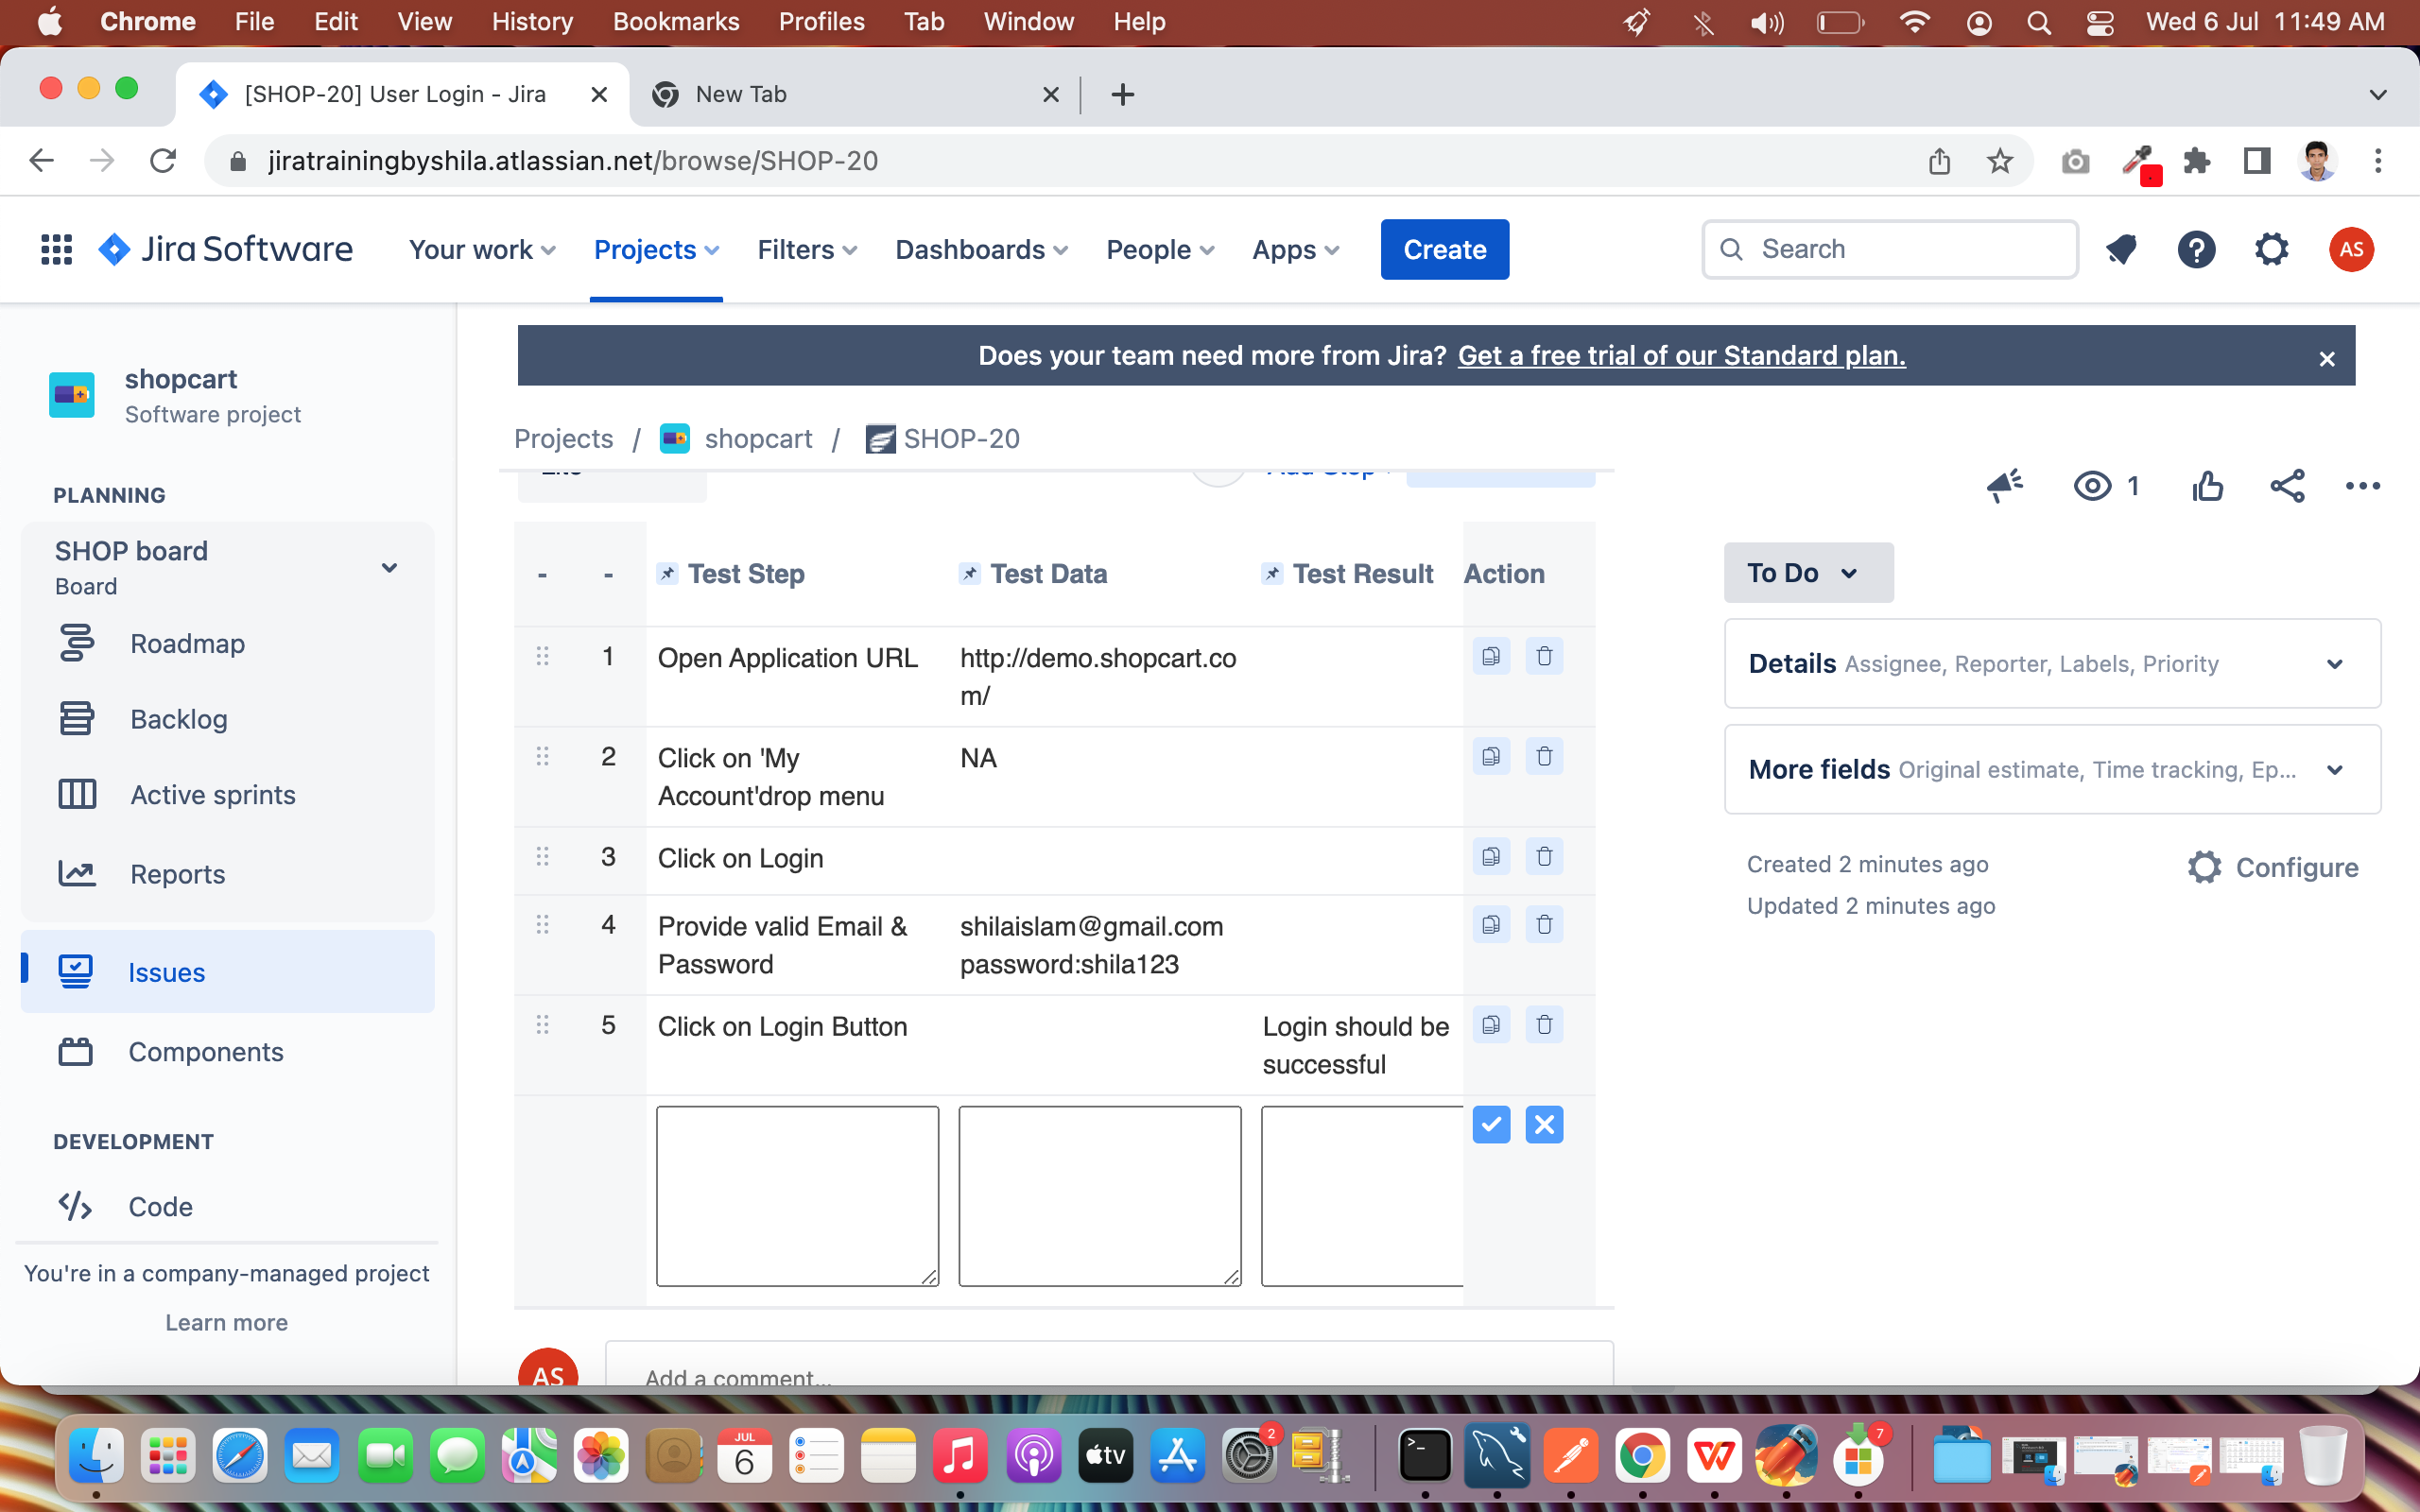 Chrome File Edit View History Bookmarks Profiles Tab Window Help Wed 6 Jul 11:49 AM
[SHOP-20] User Login - Jira New Tab
jiratrainingbyshila.atlassian.net/browse/SHOP-20
Jira Software Your work Projects Filters Dashboards People Apps Create Search AS
Does your team need more from Jira? Get a free trial of our Standard plan.
shopcart
Software project
Projects / shopcart / SHOP-20
1
PLANNING
SHOP board
Board
Roadmap
Backlog
Active sprints
Reports
Issues
Components
DEVELOPMENT
Code
You're in a company-managed project
Learn more
- - Test Step Test Data Test Result Action
1 Open Application URL http://demo.shopcart.co
m/
2 Click on 'My NA
Account'drop menu
3 Click on Login
4 Provide valid Email & shilaislam@gmail.com
Password password:shila123
5 Click on Login Button Login should be
successful
AS Add a comment...
To Do
Details Assignee, Reporter, Labels, Priority
More fields Original estimate, Time tracking, Ep...
Created 2 minutes ago Configure
Updated 2 minutes ago
JUL
6
tv
2
7